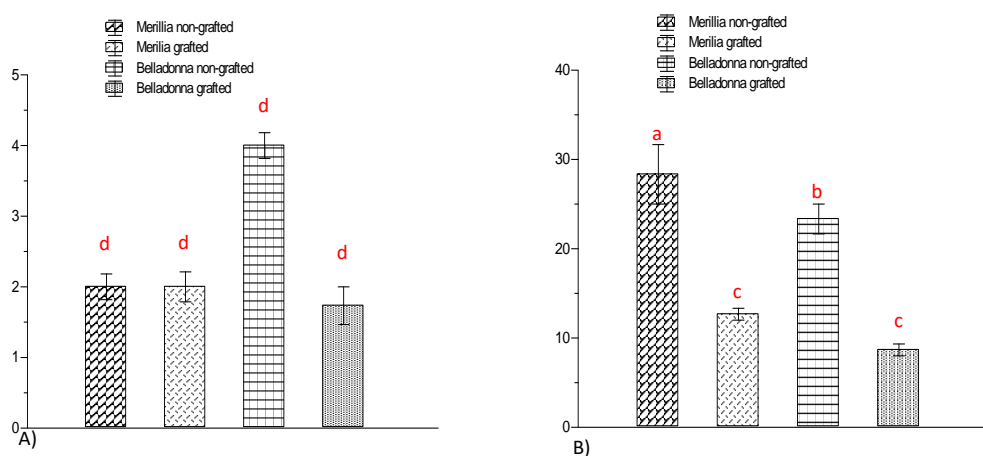 Merillia non-grafted
Merilia grafted
Belladonna non-grafted
Belladonna grafted
5
4
3
2
1
0
d
d
d
d
A)
Merillia non-grafted
Merilia grafted
Belladonna non-grafted
Belladonna grafted
40
30
20
10
0
a
c
b
c
B)